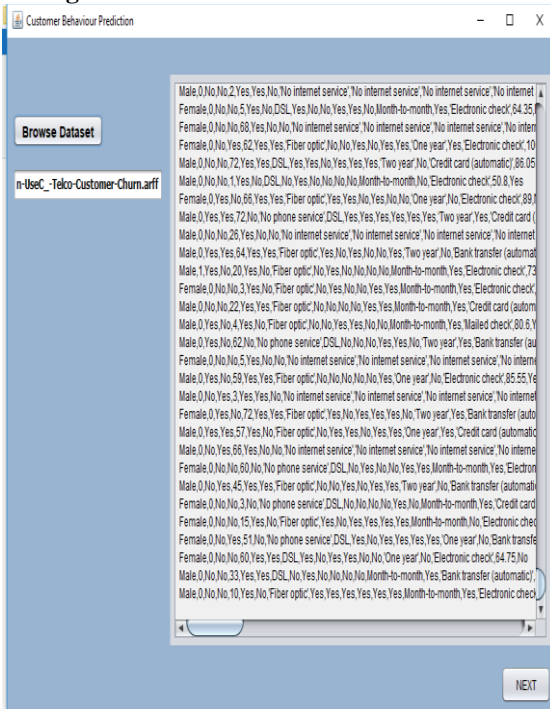 Customer Behaviour Prediction
Browse Dataset
n-UseC_-Telco-Customer-Churn.arff
Male,0,No,No,2,Yes,Yes,No,'No internet service','No internet service','No internet service','No internet
Female,0,No,No,5,Yes,No,DSL,Yes,No,No,Yes,Yes,No,Month-to-month,Yes,'Electronic check',64.35,
Female,0,No,No,68,Yes,No,No,'No internet service','No internet service','No internet service','No intern
Female,0,No,Yes,62,Yes,Yes,'Fiber optic',No,No,Yes,No,Yes,Yes,'One year',Yes,'Electronic check',10
Male,0,No,No,72,Yes,Yes,DSL,Yes,Yes,No,Yes,Yes,Yes,'Two year',No,'Credit card (automatic)',86.05
Male,0,No,No,1,Yes,No,DSL,No,Yes,No,No,No,No,Month-to-month,No,'Electronic check',50.8,Yes
Female,0,Yes,No,66,Yes,Yes,'Fiber optic',Yes,Yes,No,Yes,No,No,'One year',No,'Electronic check',89,
Male,0,Yes,Yes,72,No,'No phone service',DSL,Yes,Yes,Yes,Yes,Yes,Yes,'Two year',Yes,'Credit card (
Male,0,No,No,26,Yes,No,No,'No internet service','No internet service','No internet service','No internet
Male,0,Yes,Yes,64,Yes,Yes,'Fiber optic',Yes,No,Yes,No,No,Yes,'Two year',No,'Bank transfer (automat
Male,1,Yes,No,20,Yes,No,'Fiber optic',No,Yes,No,No,No,No,Month-to-month,Yes,'Electronic check',73
Female,0,No,No,3,Yes,No,'Fiber optic',No,Yes,No,No,Yes,Yes,Month-to-month,Yes,'Electronic check',
Male,0,No,No,22,Yes,Yes,'Fiber optic',No,No,No,No,Yes,Yes,Month-to-month,Yes,'Credit card (autom
Male,0,Yes,No,4,Yes,No,'Fiber optic',No,No,Yes,Yes,No,No,Month-to-month,Yes,'Mailed check',80.6,Y
Male,0,Yes,No,62,No,'No phone service',DSL,No,No,No,Yes,Yes,No,'Two year',Yes,'Bank transfer (au
Female,0,No,No,5,Yes,No,No,'No internet service','No internet service','No internet service','No interne
Male,0,Yes,No,59,Yes,Yes,'Fiber optic',No,No,No,No,No,Yes,'One year',No,'Electronic check',85.55,Ye
Male,0,No,Yes,3,Yes,Yes,No,'No internet service','No internet service','No internet service','No internet
Female,0,Yes,No,72,Yes,Yes,'Fiber optic',Yes,No,Yes,Yes,Yes,No,'Two year',Yes,'Bank transfer (auto
Male,0,Yes,Yes,57,Yes,No,'Fiber optic',No,Yes,Yes,No,Yes,Yes,'One year',Yes,'Credit card (automatic
Male,0,No,Yes,66,Yes,No,No,'No internet service','No internet service','No internet service','No interne
Female,0,No,No,60,No,'No phone service',DSL,No,Yes,No,No,Yes,Yes,Month-to-month,Yes,'Electron
Male,0,No,Yes,45,Yes,Yes,'Fiber optic',No,No,Yes,No,Yes,Yes,'Two year',No,'Bank transfer (automati
Female,0,No,No,3,No,'No phone service',DSL,No,No,No,No,Yes,No,Month-to-month,Yes,'Credit card
Female,0,No,No,15,Yes,No,'Fiber optic',Yes,No,Yes,Yes,Yes,Yes,Month-to-month,No,'Electronic chec
Female,0,No,Yes,51,No,'No phone service',DSL,Yes,No,Yes,Yes,Yes,Yes,'One year',No,'Bank transfe
Female,0,No,No,60,Yes,Yes,DSL,Yes,No,Yes,Yes,No,No,'One year',No,'Electronic check',64.75,No
Male,0,No,No,33,Yes,Yes,DSL,No,Yes,No,No,No,No,Month-to-month,Yes,'Bank transfer (automatic)',
Male,0,No,No,10,Yes,No,'Fiber optic',Yes,Yes,Yes,Yes,Yes,Yes,Month-to-month,Yes,'Electronic check
NEXT